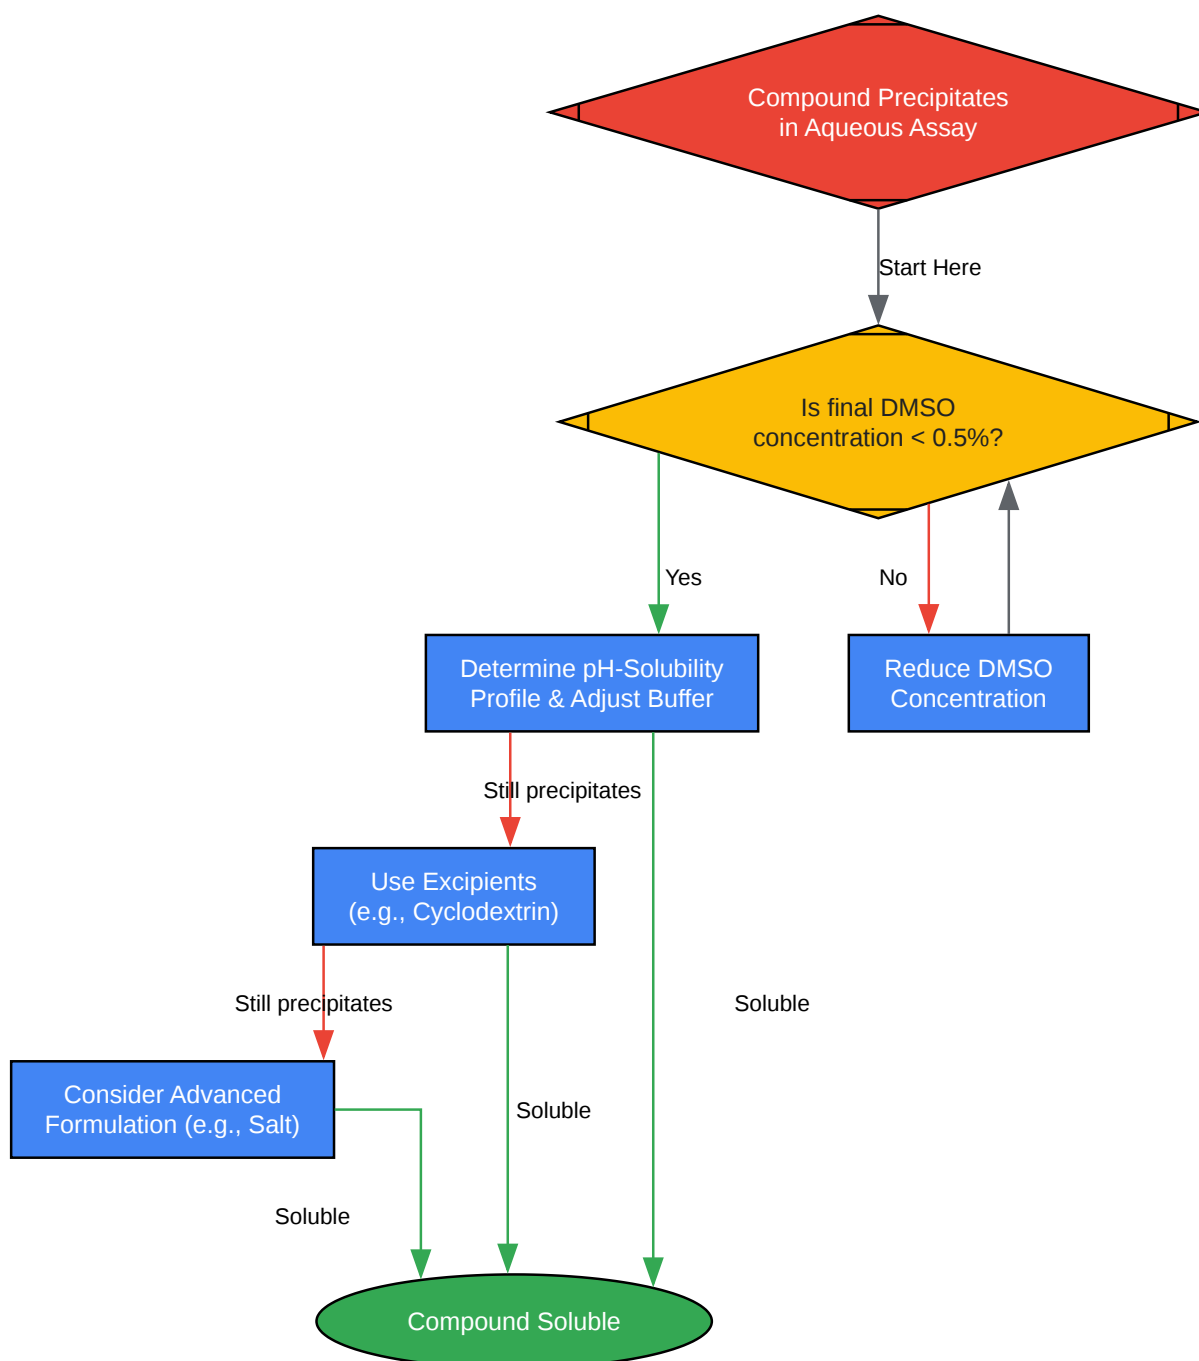 Compound Precipitates
in Aqueous Assay
Start Here
Is final DMSO
concentration < 0.5%?
Yes
No
Determine pH-Solubility
Profile & Adjust Buffer
Reduce DMSO
Concentration
Still precipitates
Use Excipients
(e.g., Cyclodextrin)
Still precipitates
Soluble
Consider Advanced
Formulation (e.g., Salt)
Soluble
Soluble
Compound Soluble